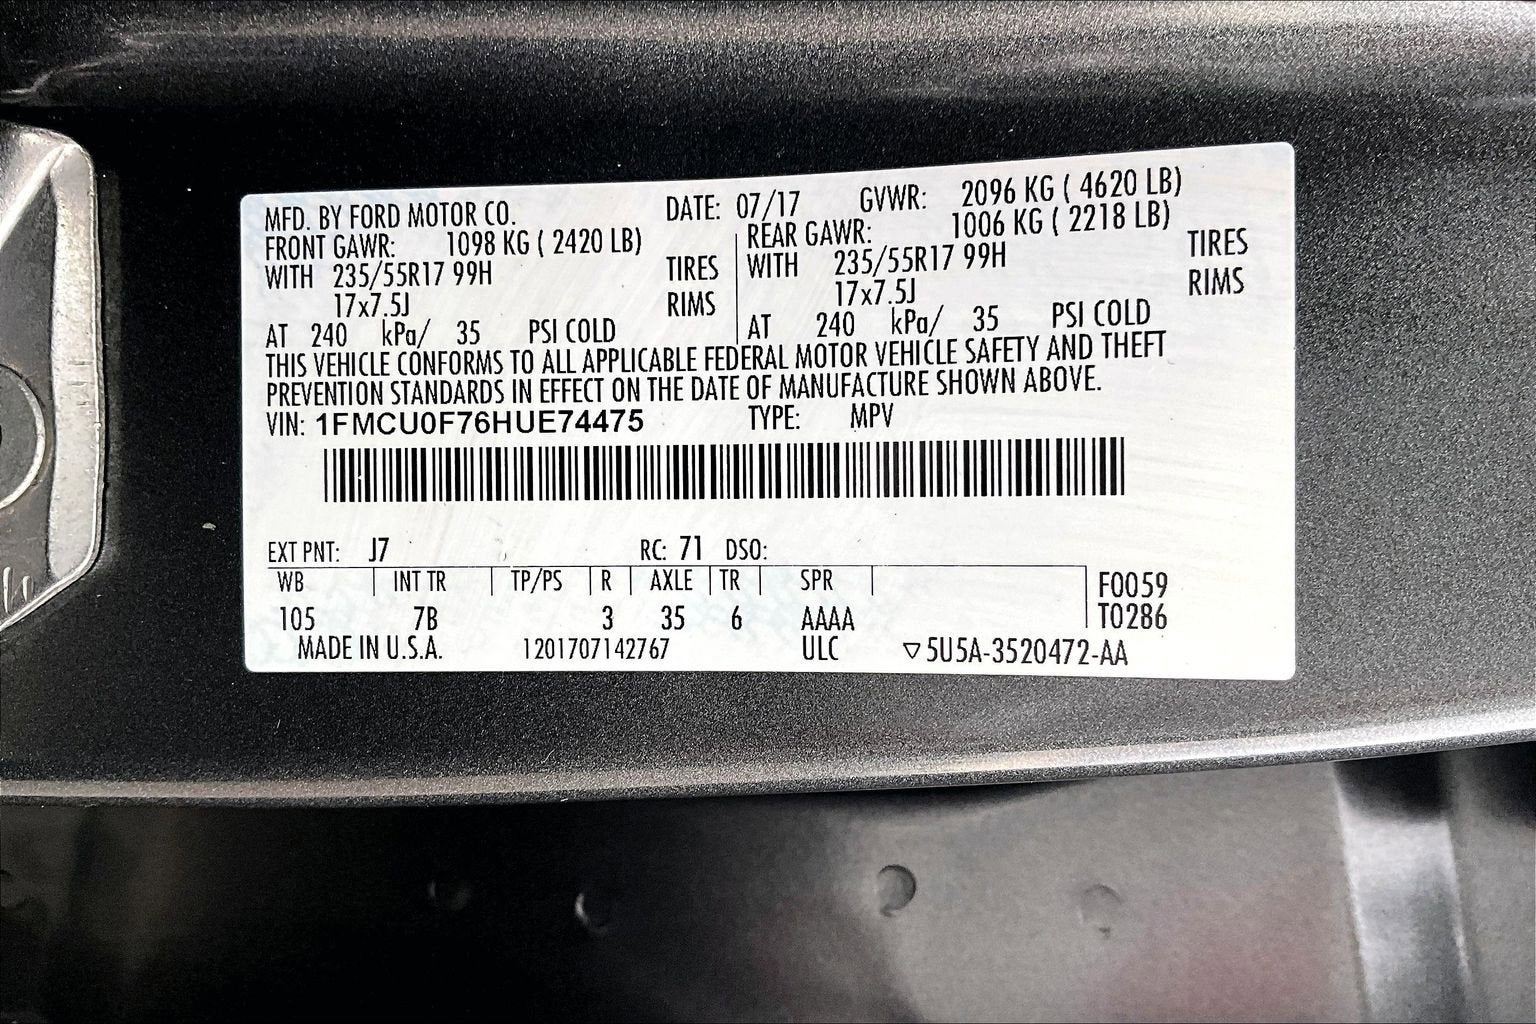 MFD. BY FORD MOTOR CO. DATE: 07/17 GVWR: 2096 KG ( 4620 LB)
FRONT GAWR: 1098 KG ( 2420 LB) REAR GAWR: 1006 KG ( 2218 LB)
WITH 235/55R17 99H TIRES WITH 235/55R17 99H TIRES
17x7.5J RIMS 17x7.5J RIMS
AT 240 kPa/ 35 PSI COLD AT 240 kPa/ 35 PSI COLD
THIS VEHICLE CONFORMS TO ALL APPLICABLE FEDERAL MOTOR VEHICLE SAFETY AND THEFT
PREVENTION STANDARDS IN EFFECT ON THE DATE OF MANUFACTURE SHOWN ABOVE.
VIN: 1FMCU0F76HUE74475 TYPE: MPV
EXT PNT: J7 RC: 71 DSO:
WB INT TR TP/PS R AXLE TR SPR F0059
105 7B 3 35 6 AAAA T0286
MADE IN U.S.A. 1201707142767 ULC ▽5U5A-3520472-AA